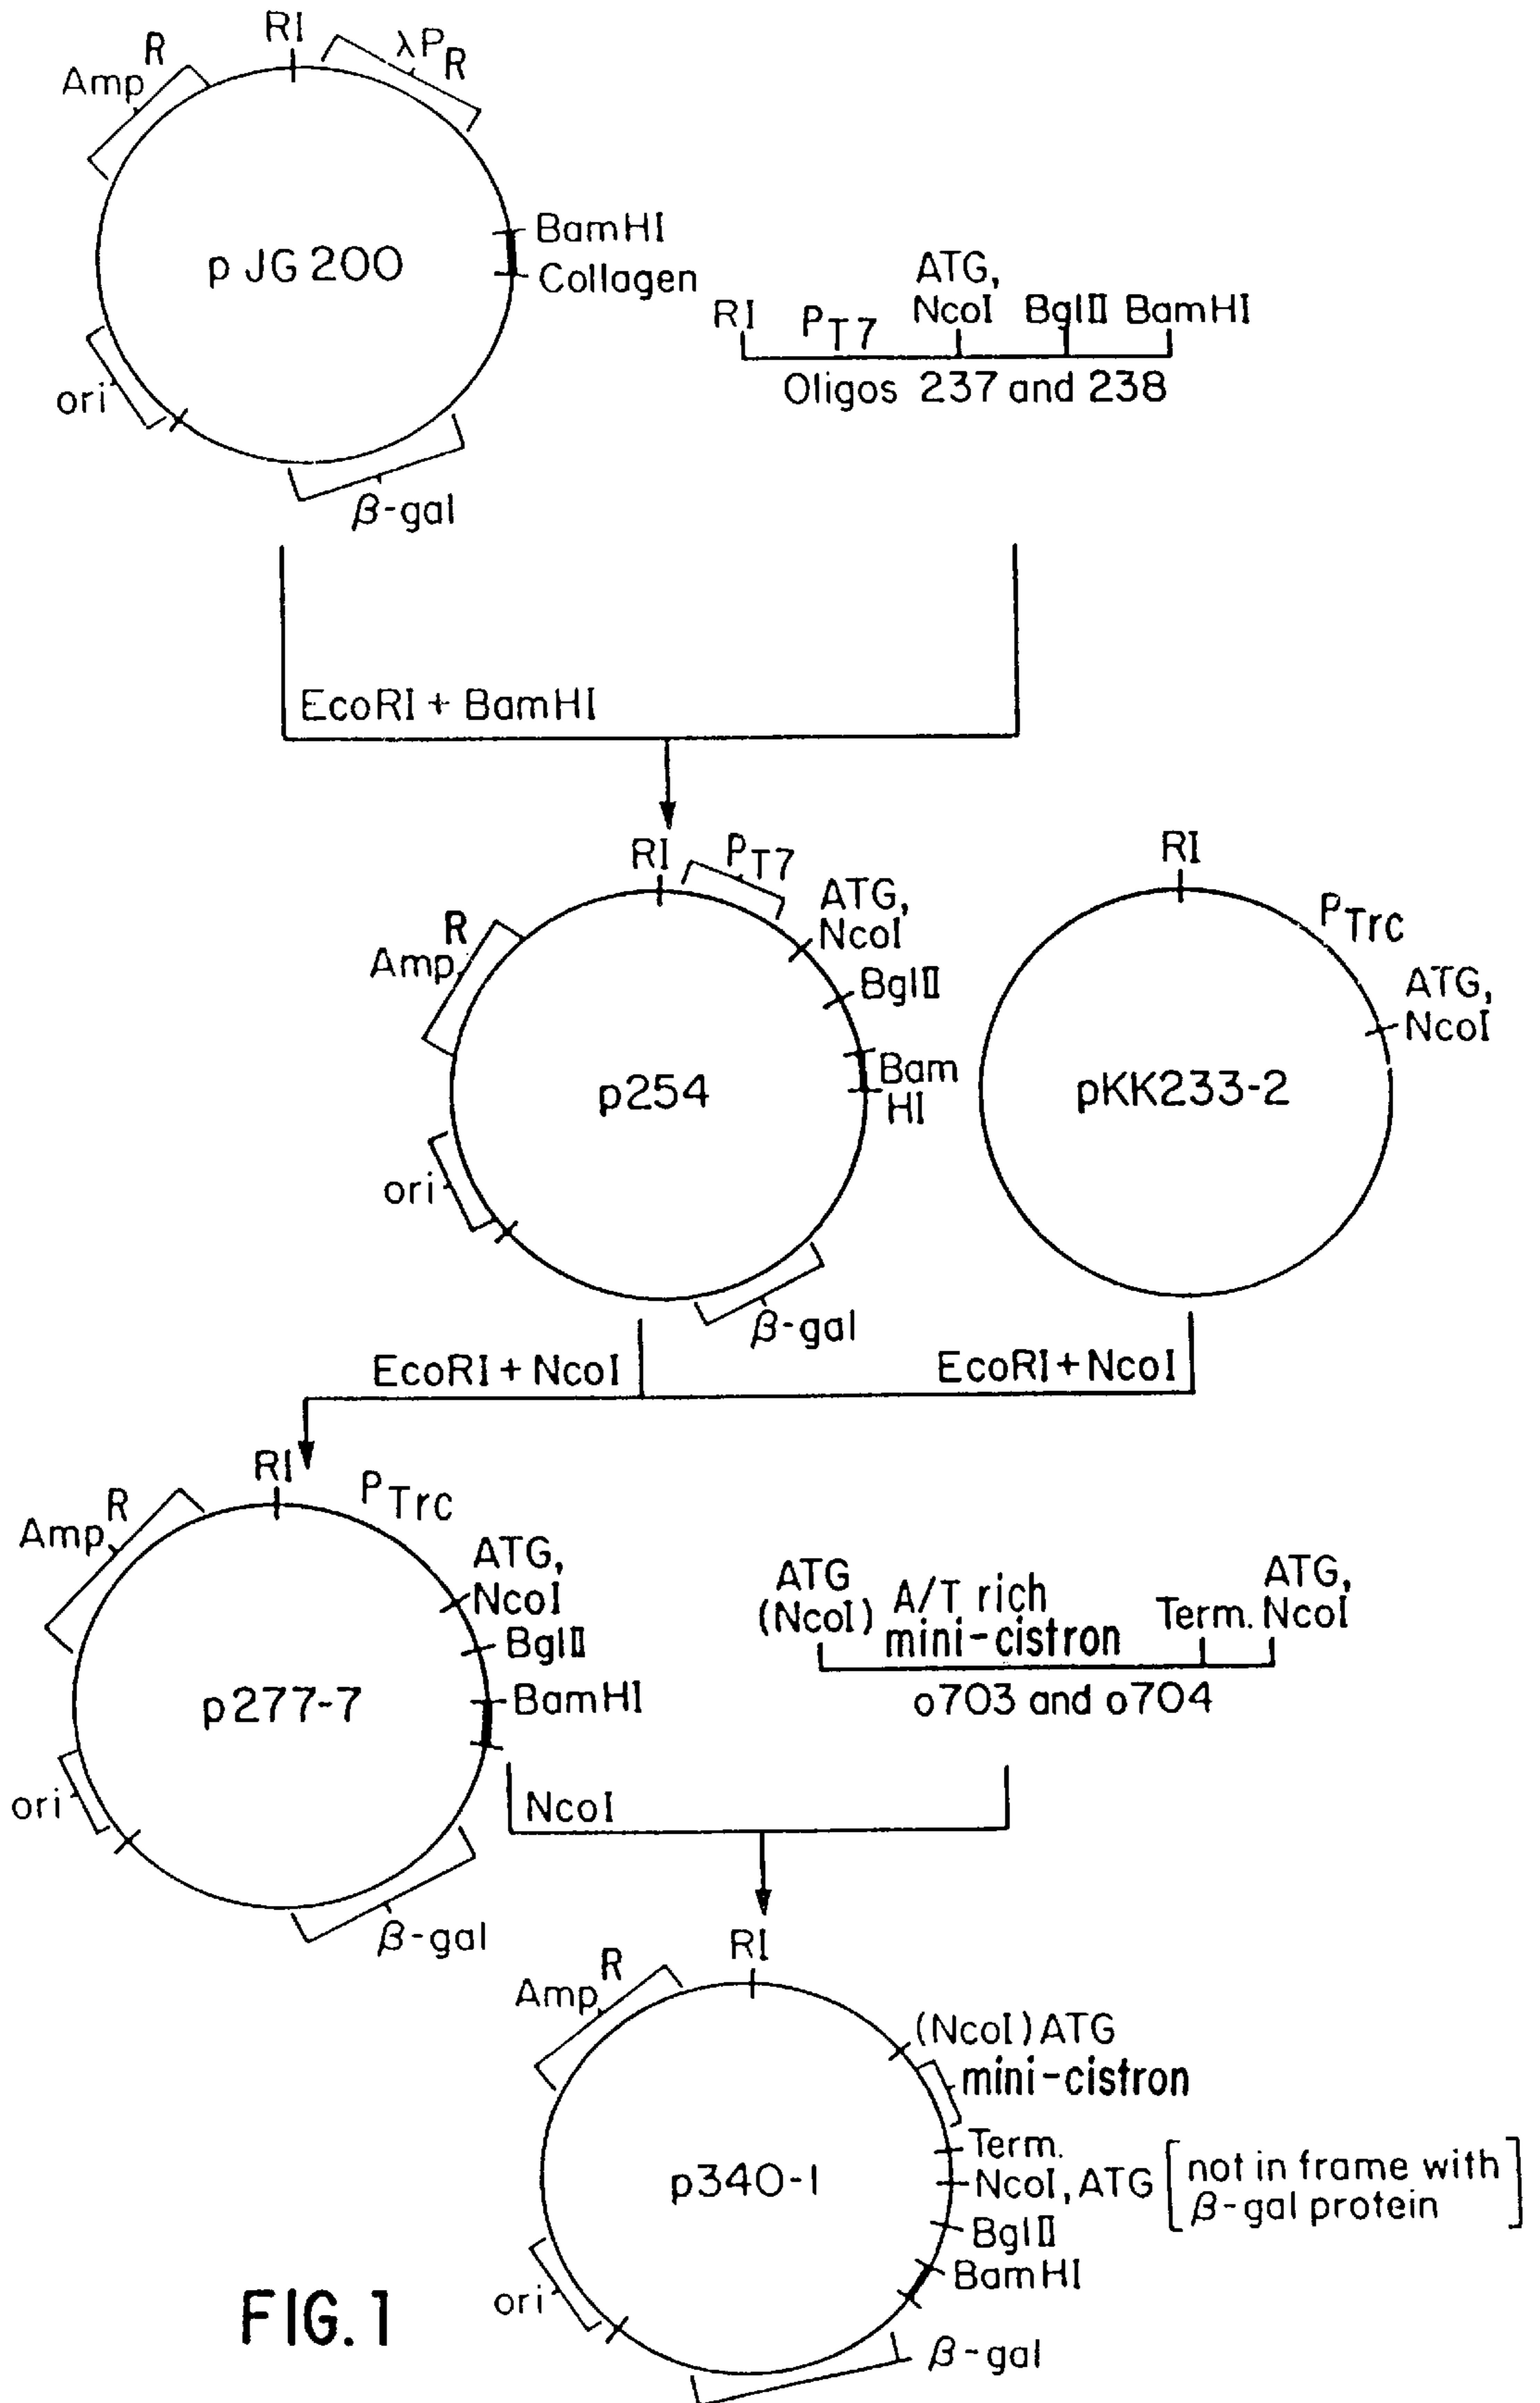 RI
λPR
AmpR
BamHI
pJG200
Collagen
ori
β-gal
ATG,
RI PT7 NcoI BglII BamHI
Oligos 237 and 238
EcoRI + BamHI
RI
PT7
ATG,
NcoI
AmpR
BglII
Bam
HI
p254
ori
β-gal
RI
PTrc
ATG,
NcoI
pKK233-2
EcoRI + NcoI
EcoRI + NcoI
RI
PTrc
AmpR
ATG,
NcoI
BglII
BamHI
p277-7
ori
β-gal
ATG
(NcoI)
A/T rich
mini-cistron
Term.
ATG,
NcoI
o703 and o704
NcoI
RI
AmpR
(NcoI) ATG
mini-cistron
Term.
NcoI, ATG [not in frame with
β-gal protein]
p340-1
BglII
BamHI
ori
β-gal
FIG. 1